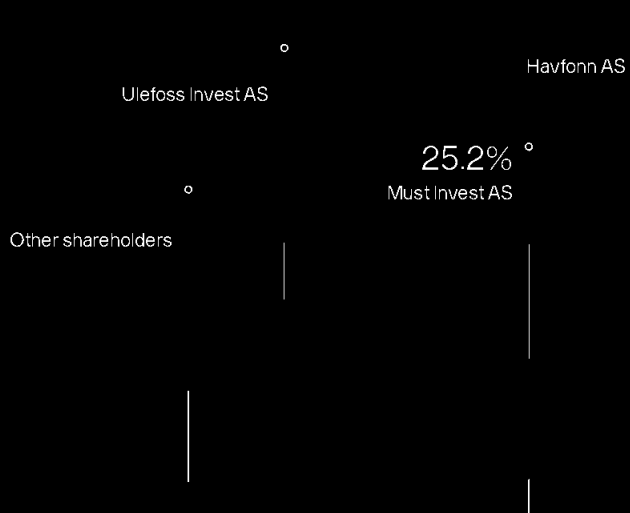 Havfonn AS
Ulefoss Invest AS
25.2%
Must Invest AS
Other shareholders